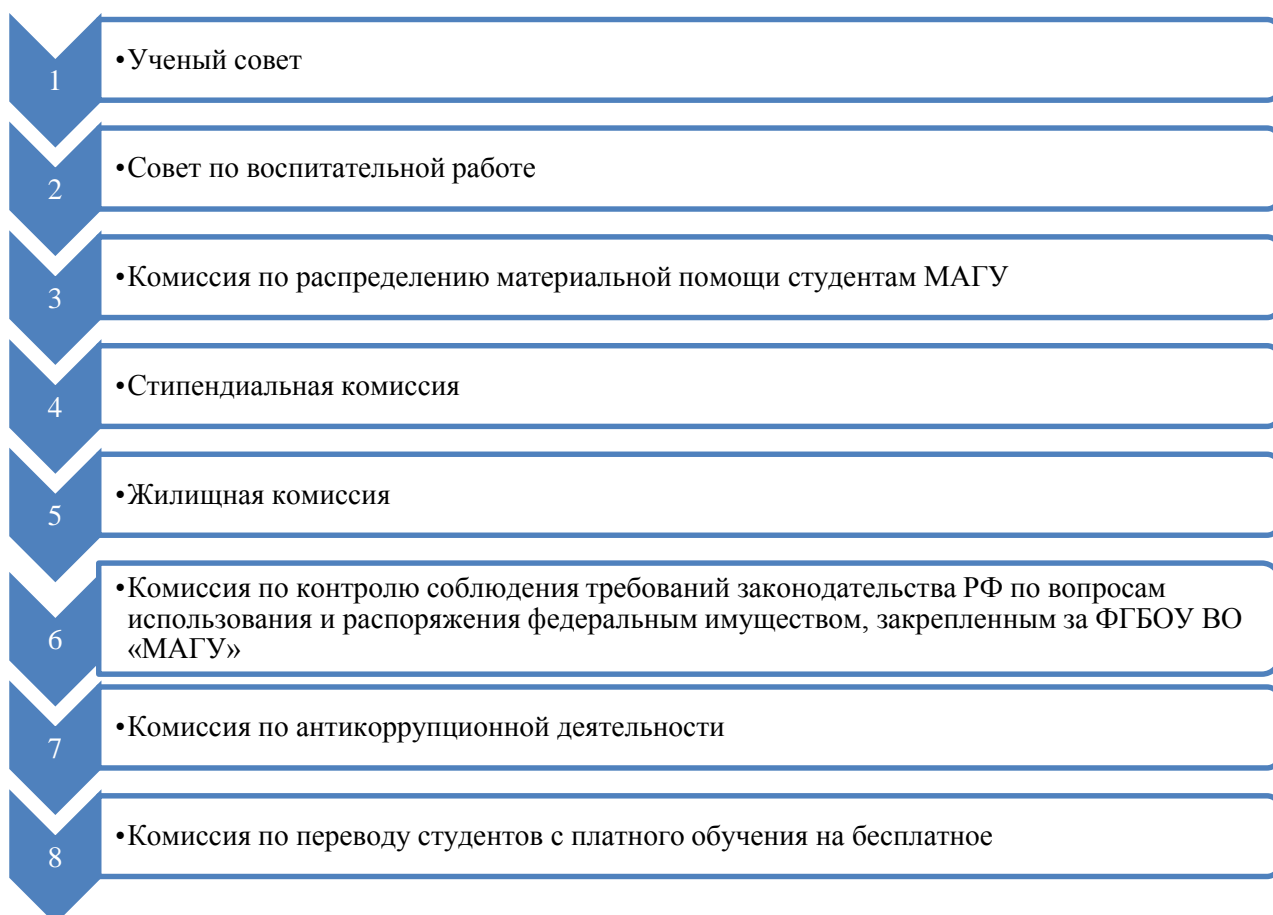 1
•Ученый совет
2
•Совет по воспитательной работе
3
•Комиссия по распределению материальной помощи студентам МАГУ
4
•Стипендиальная комиссия
5
•Жилищная комиссия
6
•Комиссия по контролю соблюдения требований законодательства РФ по вопросам
использования и распоряжения федеральным имуществом, закрепленным за ФГБОУ ВО
«МАГУ»
7
•Комиссия по антикоррупционной деятельности
8
•Комиссия по переводу студентов с платного обучения на бесплатное